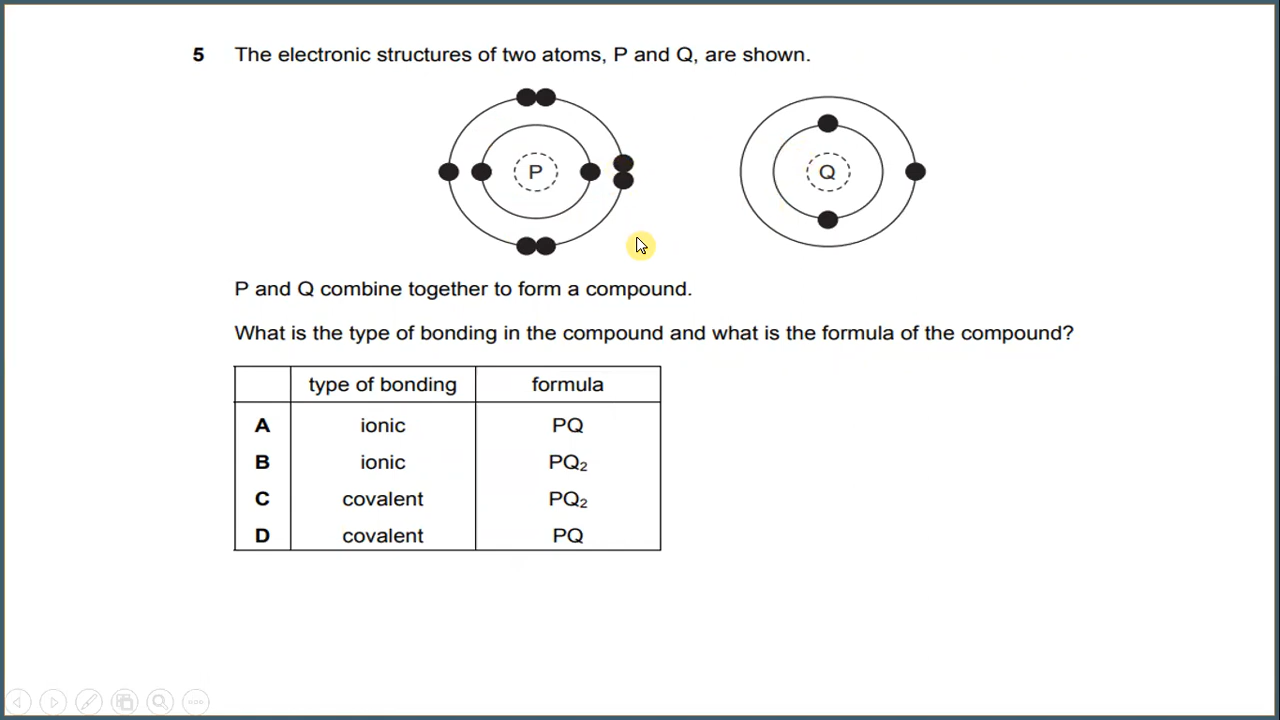 5 The electronic structures of two atoms, P and Q, are shown.
P Q
P and Q combine together to form a compound.
What is the type of bonding in the compound and what is the formula of the compound?
type of bonding formula
A ionic PQ
B ionic PQ₂
C covalent PQ₂
D covalent PQ